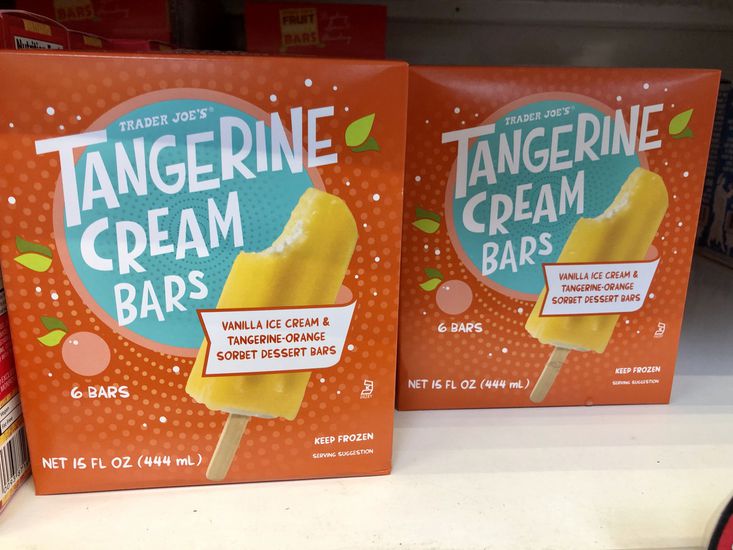 BARS
FRUIT
BARS
Nutrition
TRADER JOE'S®
TANGERINE
CREAM
BARS
VANILLA ICE CREAM &
TANGERINE-ORANGE
SORBET DESSERT BARS
6 BARS
KEEP FROZEN
SERVING SUGGESTION
NET 15 FL OZ (444 mL)
TRADER JOE'S®
TANGERINE
CREAM
BARS
VANILLA ICE CREAM &
TANGERINE-ORANGE
SORBET DESSERT BARS
6 BARS
KEEP FROZEN
SERVING SUGGESTION
NET 15 FL OZ (444 mL)